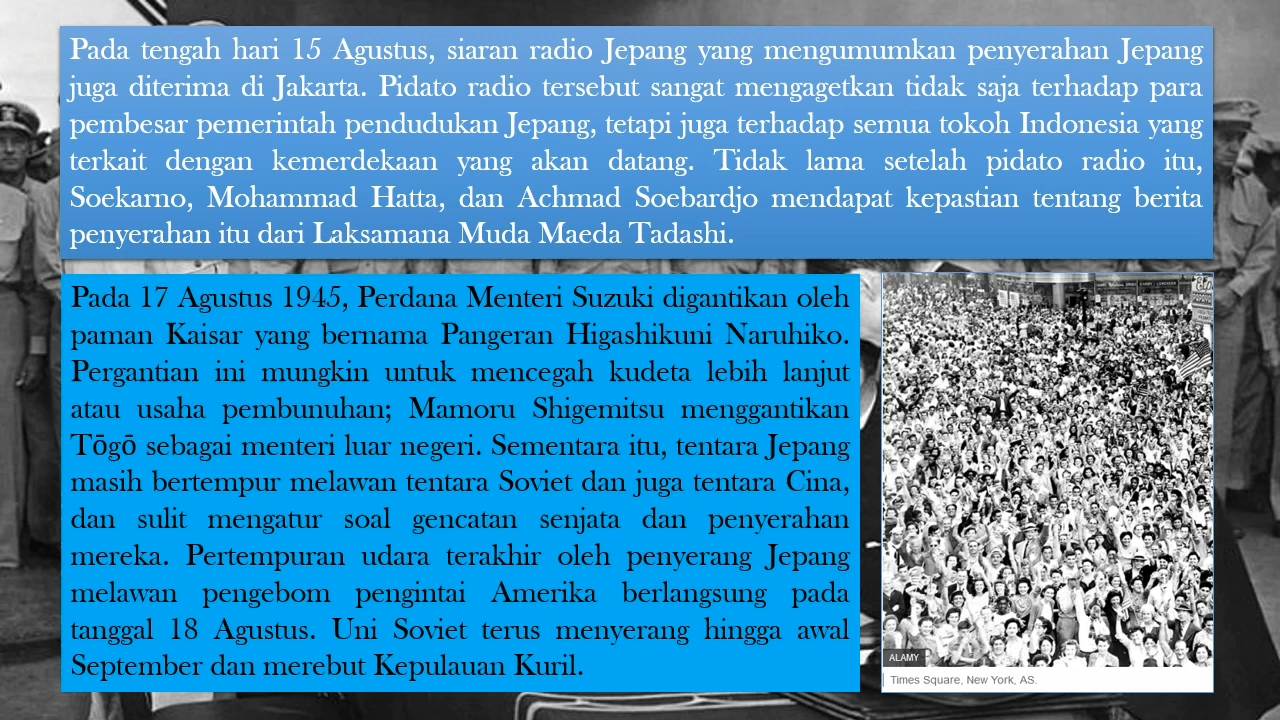 Pada tengah hari 15 Agustus, siaran radio Jepang yang mengumumkan penyerahan Jepang
juga diterima di Jakarta. Pidato radio tersebut sangat mengagetkan tidak saja terhadap para
pembesar pemerintah pendudukan Jepang, tetapi juga terhadap semua tokoh Indonesia yang
terkait dengan kemerdekaan yang akan datang. Tidak lama setelah pidato radio itu,
Soekarno, Mohammad Hatta, dan Achmad Soebardjo mendapat kepastian tentang berita
penyerahan itu dari Laksamana Muda Maeda Tadashi.
Pada 17 Agustus 1945, Perdana Menteri Suzuki digantikan oleh
paman Kaisar yang bernama Pangeran Higashikuni Naruhiko.
Pergantian ini mungkin untuk mencegah kudeta lebih lanjut
atau usaha pembunuhan; Mamoru Shigemitsu menggantikan
Tōgō sebagai menteri luar negeri. Sementara itu, tentara Jepang
masih bertempur melawan tentara Soviet dan juga tentara Cina,
dan sulit mengatur soal gencatan senjata dan penyerahan
mereka. Pertempuran udara terakhir oleh penyerang Jepang
melawan pengebom pengintai Amerika berlangsung pada
tanggal 18 Agustus. Uni Soviet terus menyerang hingga awal
September dan merebut Kepulauan Kuril.
ALAMY
Times Square, New York, AS.